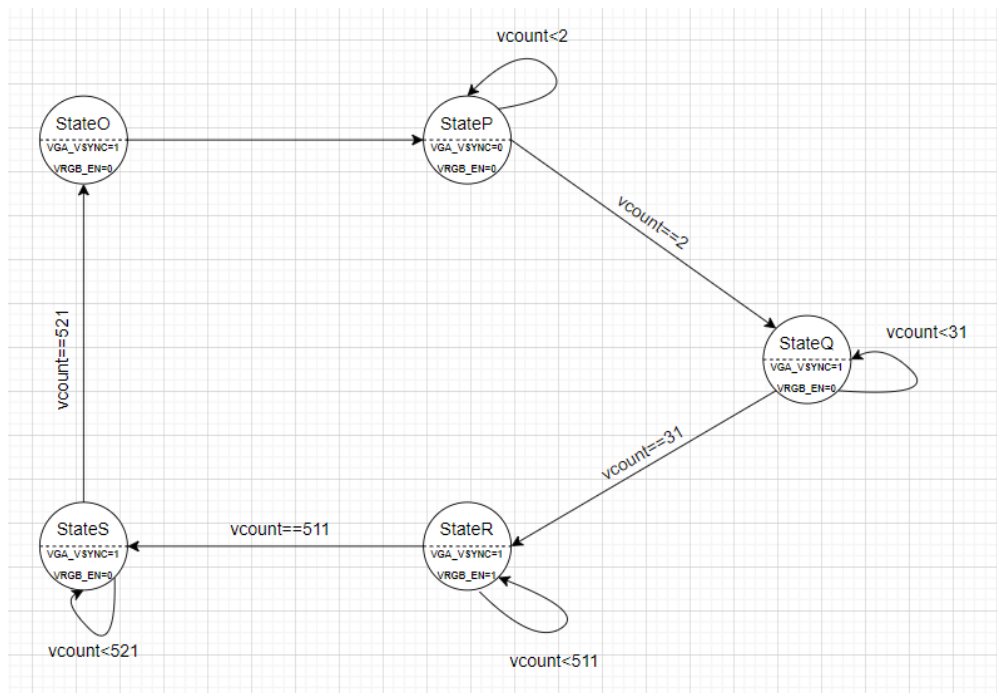 vcount<2
StateO
VGA_VSYNC=1
VRGB_EN=0
StateP
VGA_VSYNC=0
VRGB_EN=0
vcount==2
StateQ
VGA_VSYNC=1
VRGB_EN=0
vcount<31
vcount==521
vcount==31
StateS
VGA_VSYNC=1
VRGB_EN=0
vcount==511
StateR
VGA_VSYNC=1
VRGB_EN=1
vcount<521
vcount<511